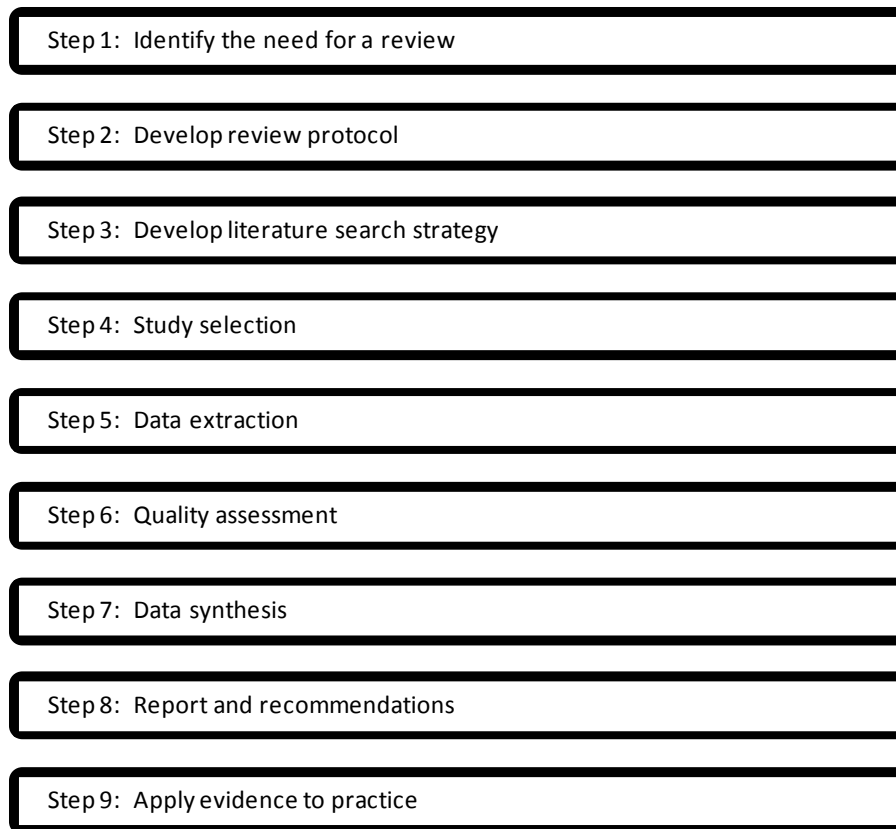 Step 1: Identify the need for a review
Step 2: Develop review protocol
Step 3: Develop literature search strategy
Step 4: Study selection
Step 5: Data extraction
Step 6: Quality assessment
Step 7: Data synthesis
Step 8: Report and recommendations
Step 9: Apply evidence to practice